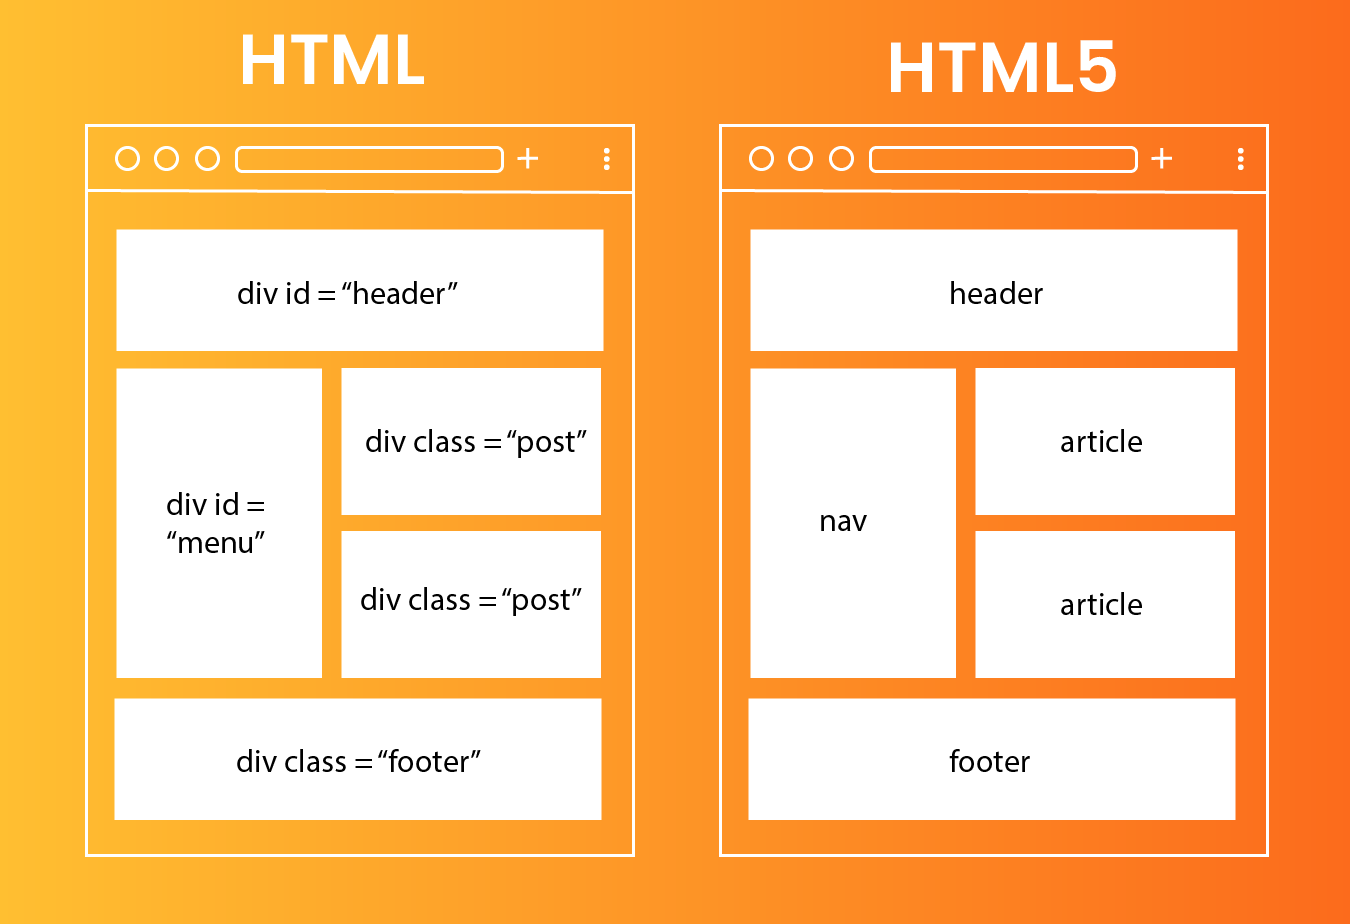 HTML
div id = “header”
div id =
“menu”
div class = “post”
div class = “post”
div class = “footer”
HTML5
header
nav
article
article
footer